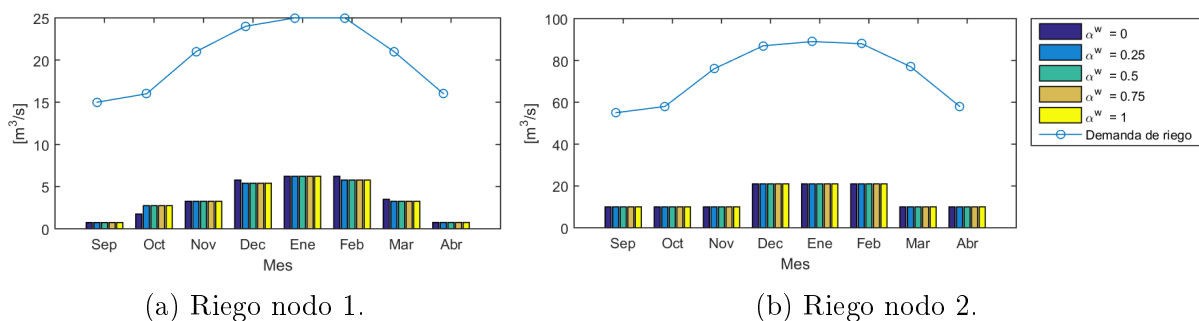 25
20
15
10
5
0
[m³/s]
Sep Oct Nov Dec Ene Feb Mar Abr
Mes
(a) Riego nodo 1.
100
80
60
40
20
0
[m³/s]
Sep Oct Nov Dec Ene Feb Mar Abr
Mes
(b) Riego nodo 2.
αʷ = 0
αʷ = 0.25
αʷ = 0.5
αʷ = 0.75
αʷ = 1
Demanda de riego